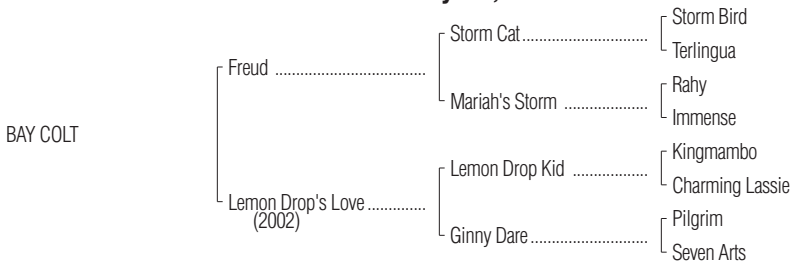 Storm Bird
Storm Cat..............................
Terlingua
Freud ....................................
Rahy
Mariah's Storm ....................
Immense
BAY COLT
Kingmambo
Lemon Drop Kid ..................
Charming Lassie
Lemon Drop's Love..............
(2002)
Pilgrim
Ginny Dare............................
Seven Arts